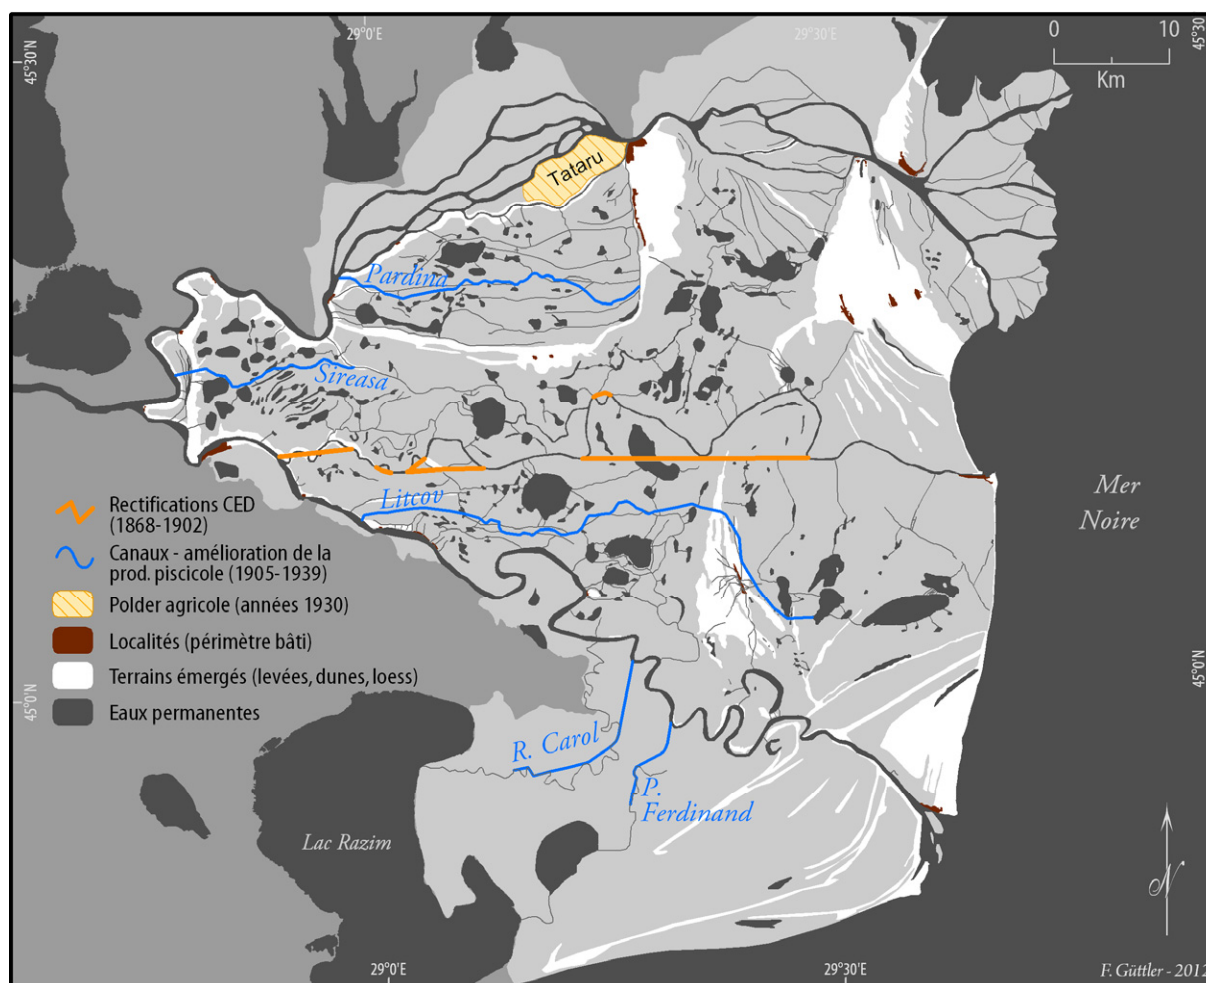 29°0'E
29°30'E
45°30'N
45°30
0 10
Km
Tataru
Pardina
Sireasa
Litcov
Mer
Noire
Rectifications CED
(1868-1902)
Canaux - amélioration de la
prod. piscicole (1905-1939)
Polder agricole (années 1930)
Localités (périmètre bâti)
Terrains émergés (levées, dunes, loess)
Eaux permanentes
45°0'N
45°0'N
R. Carol
P.
Ferdinand
Lac Razim
N
29°0'E
29°30'E
F. Güttler - 2012